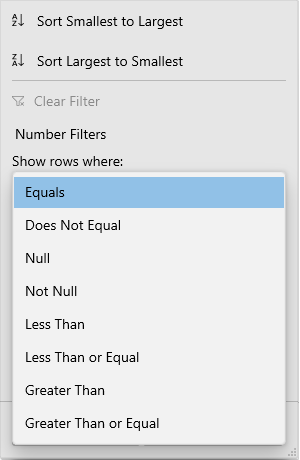 Sort Smallest to Largest
Sort Largest to Smallest
Clear Filter
Number Filters
Show rows where:
Equals
Does Not Equal
Null
Not Null
Less Than
Less Than or Equal
Greater Than
Greater Than or Equal